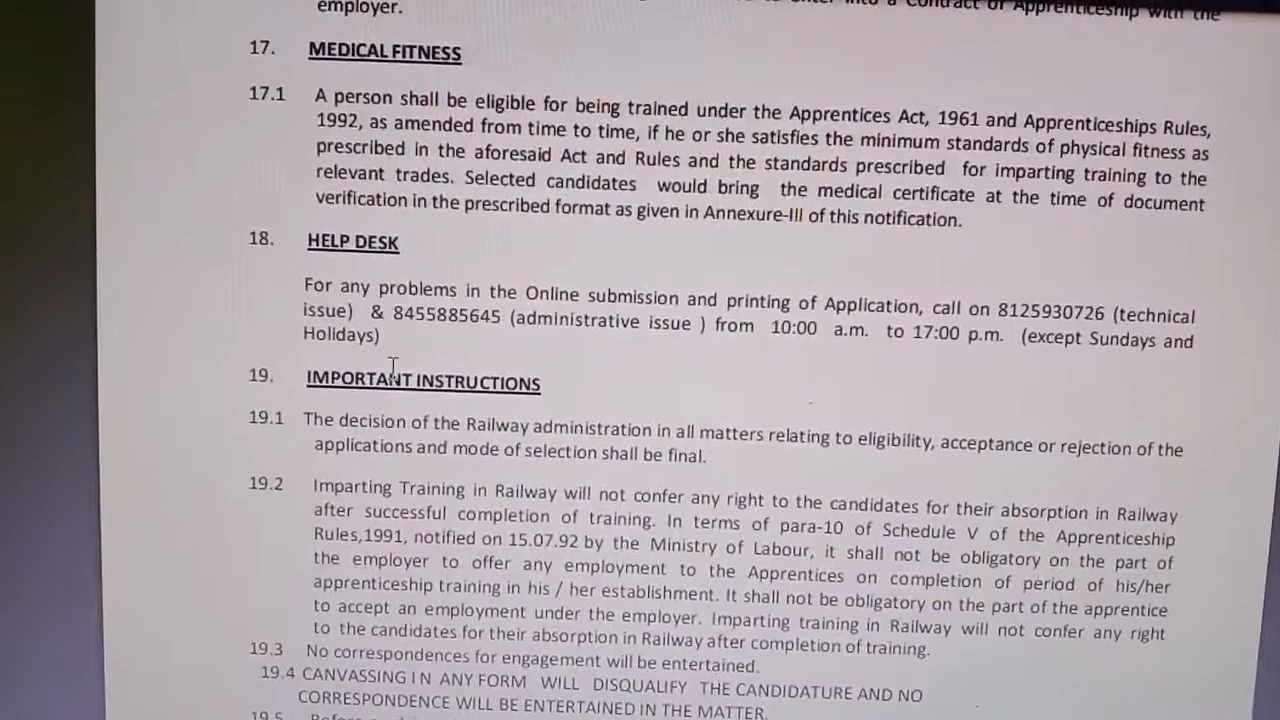 employer.
into a Contract of Apprenticeship with the
17. MEDICAL FITNESS
17.1 A person shall be eligible for being trained under the Apprentices Act, 1961 and Apprenticeships Rules,
1992, as amended from time to time, if he or she satisfies the minimum standards of physical fitness as
prescribed in the aforesaid Act and Rules and the standards prescribed for imparting training to the
relevant trades. Selected candidates would bring the medical certificate at the time of document
verification in the prescribed format as given in Annexure-III of this notification.
18. HELP DESK
For any problems in the Online submission and printing of Application, call on 8125930726 (technical
issue) & 8455885645 (administrative issue ) from 10:00 a.m. to 17:00 p.m. (except Sundays and
Holidays)
19. IMPORTANT INSTRUCTIONS
19.1 The decision of the Railway administration in all matters relating to eligibility, acceptance or rejection of the
applications and mode of selection shall be final.
19.2 Imparting Training in Railway will not confer any right to the candidates for their absorption in Railway
after successful completion of training. In terms of para-10 of Schedule V of the Apprenticeship
Rules,1991, notified on 15.07.92 by the Ministry of Labour, it shall not be obligatory on the part of
the employer to offer any employment to the Apprentices on completion of period of his/her
apprenticeship training in his / her establishment. It shall not be obligatory on the part of the apprentice
to accept an employment under the employer. Imparting training in Railway will not confer any right
to the candidates for their absorption in Railway after completion of training.
19.3 No correspondences for engagement will be entertained.
19.4 CANVASSING IN ANY FORM WILL DISQUALIFY THE CANDIDATURE AND NO
CORRESPONDENCE WILL BE ENTERTAINED IN THE MATTER.
19.5